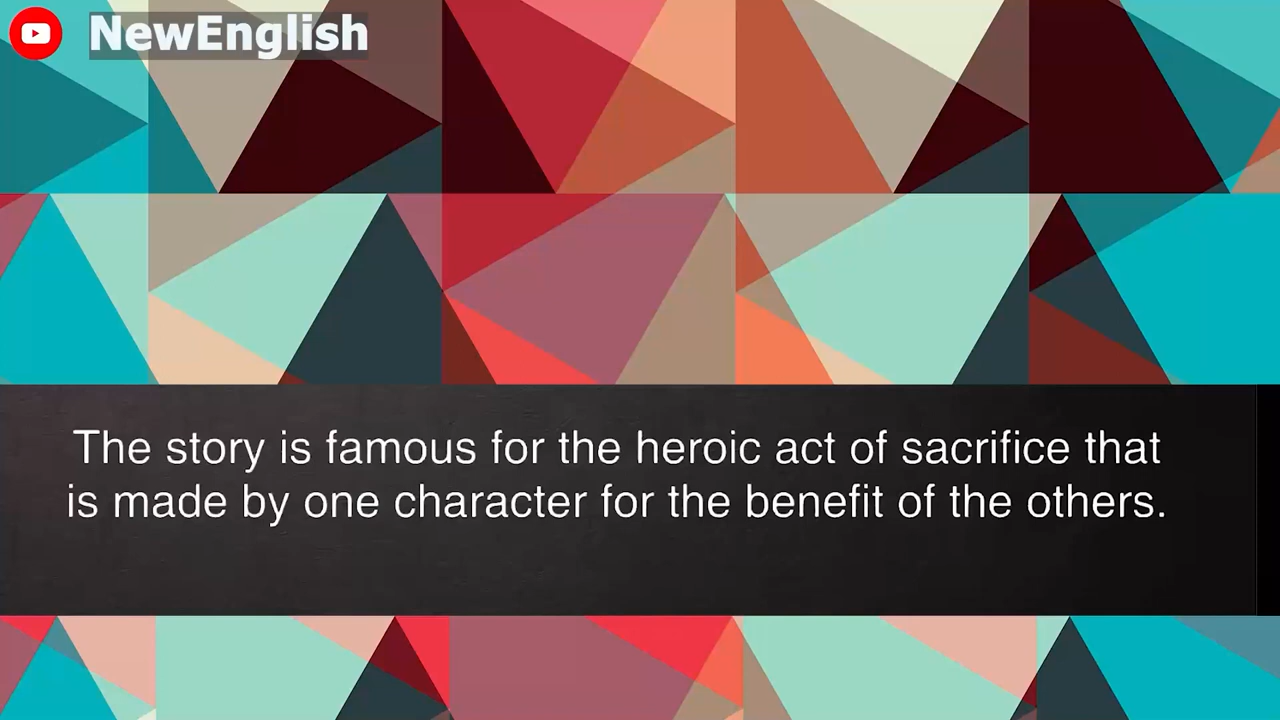 NewEnglish
The story is famous for the heroic act of sacrifice that
is made by one character for the benefit of the others.